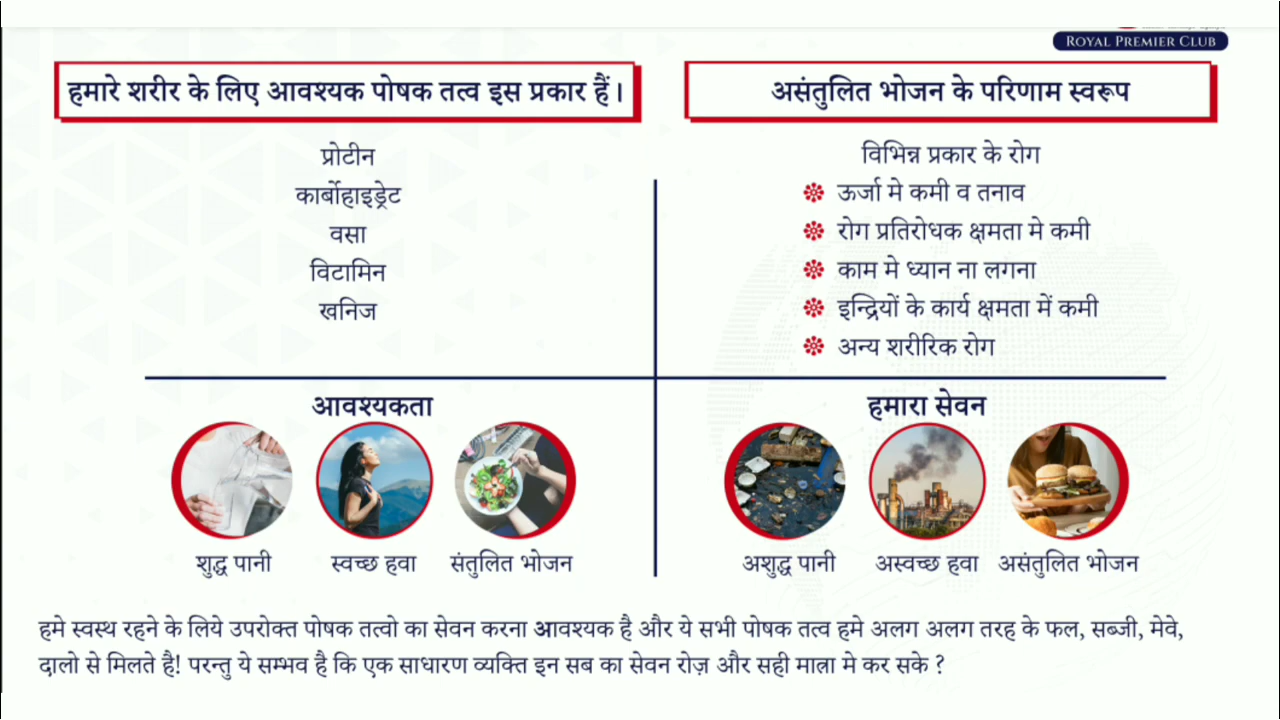 ROYAL PREMIER CLUB
हमारे शरीर के लिए आवश्यक पोषक तत्व इस प्रकार हैं।
प्रोटीन
कार्बोहाइड्रेट
वसा
विटामिन
खनिज
असंतुलित भोजन के परिणाम स्वरूप
विभिन्न प्रकार के रोग
ऊर्जा मे कमी व तनाव
रोग प्रतिरोधक क्षमता मे कमी
काम मे ध्यान ना लगना
इन्द्रियों के कार्य क्षमता में कमी
अन्य शरीरिक रोग
आवश्यकता
शुद्ध पानी
स्वच्छ हवा
संतुलित भोजन
हमारा सेवन
अशुद्ध पानी
अस्वच्छ हवा
असंतुलित भोजन
हमे स्वस्थ रहने के लिये उपरोक्त पोषक तत्वो का सेवन करना आवश्यक है और ये सभी पोषक तत्व हमे अलग अलग तरह के फल, सब्जी, मेवे,
दालो से मिलते है! परन्तु ये सम्भव है कि एक साधारण व्यक्ति इन सब का सेवन रोज़ और सही मात्रा मे कर सके ?